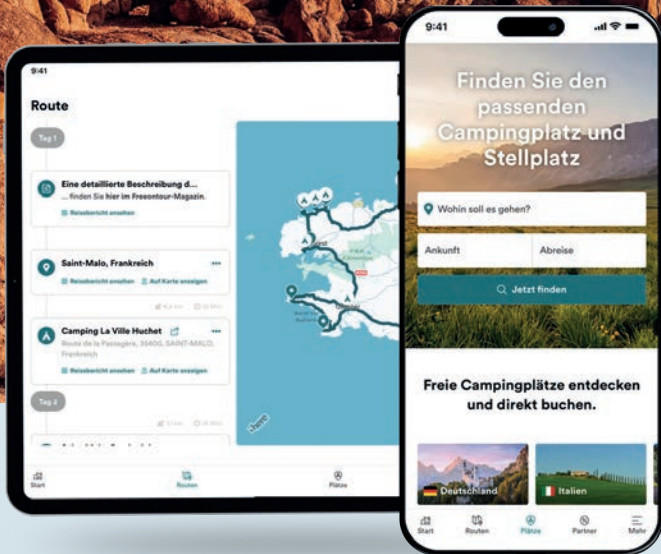 9:41
Route
Tag 1
Eine detaillierte Beschreibung d...
... finden Sie hier im Freeontour-Magazin.
Reisebericht ansehen
Saint-Malo, Frankreich
Reisebericht ansehen Auf Karte anzeigen
Camping La Ville Huchet
Route de la Passagère, 35400, SAINT-MALO,
Frankreich
Reisebericht ansehen Auf Karte anzeigen
Tag 2
here
Start
Routen
Plätze
9:41
Finden Sie den
passenden
Campingplatz und
Stellplatz
Wohin soll es gehen?
Ankunft
Abreise
Jetzt finden
Freie Campingplätze entdecken
und direkt buchen.
Deutschland
Italien
Start
Routen
Plätze
Partner
Mehr